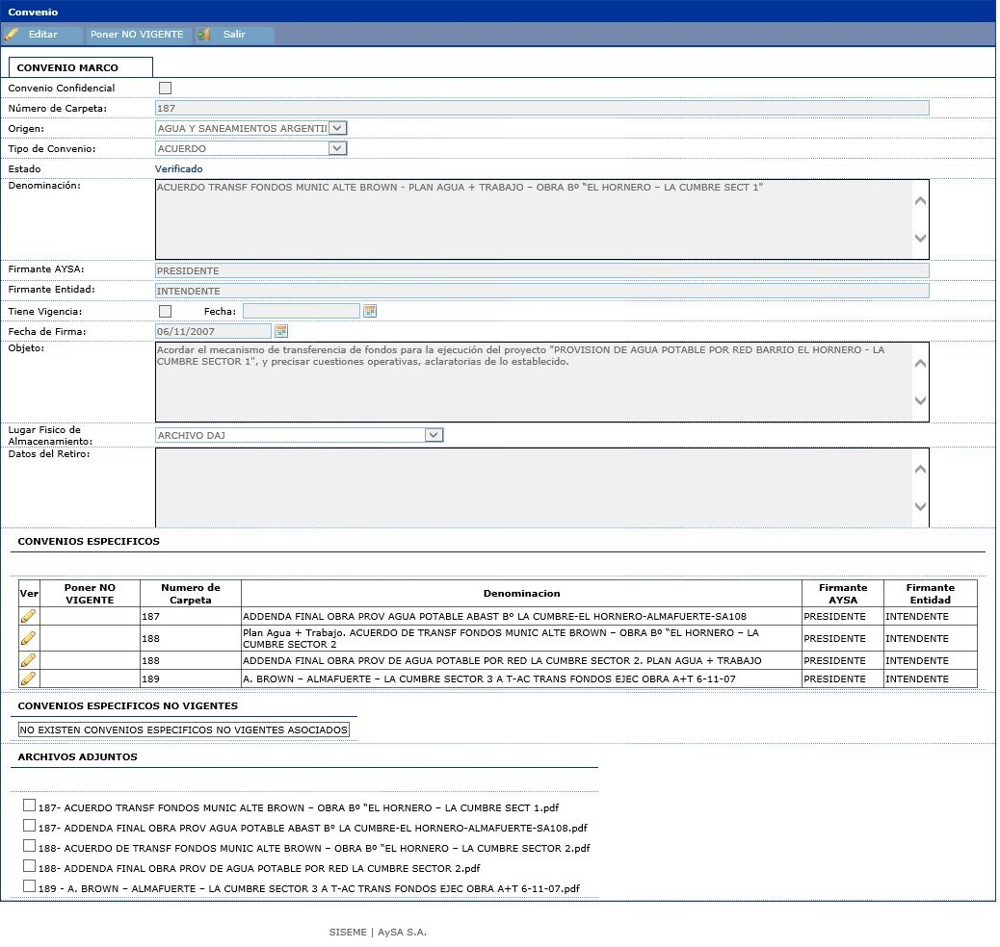 Convenio
Editar Poner NO VIGENTE Salir
CONVENIO MARCO
Convenio Confidencial
Número de Carpeta: 187
Origen: AGUA Y SANEAMIENTOS ARGENTI
Tipo de Convenio: ACUERDO
Estado Verificado
Denominación: ACUERDO TRANSF FONDOS MUNIC ALTE BROWN - PLAN AGUA + TRABAJO – OBRA Bº “EL HORNERO – LA CUMBRE SECT 1"
Firmante AYSA: PRESIDENTE
Firmante Entidad: INTENDENTE
Tiene Vigencia: Fecha:
Fecha de Firma: 06/11/2007
Objeto: Acordar el mecanismo de transferencia de fondos para la ejecución del proyecto "PROVISION DE AGUA POTABLE POR RED BARRIO EL HORNERO - LA
CUMBRE SECTOR 1", y precisar cuestiones operativas, aclaratorias de lo establecido.
Lugar Fisico de
Almacenamiento: ARCHIVO DAJ
Datos del Retiro:
CONVENIOS ESPECIFICOS
Ver Poner NO VIGENTE Numero de Carpeta Denominacion Firmante AYSA Firmante Entidad
187 ADDENDA FINAL OBRA PROV AGUA POTABLE ABAST Bº LA CUMBRE-EL HORNERO-ALMAFUERTE-SA108 PRESIDENTE INTENDENTE
188 Plan Agua + Trabajo. ACUERDO DE TRANSF FONDOS MUNIC ALTE BROWN – OBRA Bº “EL HORNERO – LA
CUMBRE SECTOR 2 PRESIDENTE INTENDENTE
188 ADDENDA FINAL OBRA PROV DE AGUA POTABLE POR RED LA CUMBRE SECTOR 2. PLAN AGUA + TRABAJO PRESIDENTE INTENDENTE
189 A. BROWN – ALMAFUERTE – LA CUMBRE SECTOR 3 A T-AC TRANS FONDOS EJEC OBRA A+T 6-11-07 PRESIDENTE INTENDENTE
CONVENIOS ESPECIFICOS NO VIGENTES
NO EXISTEN CONVENIOS ESPECIFICOS NO VIGENTES ASOCIADOS
ARCHIVOS ADJUNTOS
187- ACUERDO TRANSF FONDOS MUNIC ALTE BROWN – OBRA Bº “EL HORNERO – LA CUMBRE SECT 1.pdf
187- ADDENDA FINAL OBRA PROV AGUA POTABLE ABAST Bº LA CUMBRE-EL HORNERO-ALMAFUERTE-SA108.pdf
188- ACUERDO DE TRANSF FONDOS MUNIC ALTE BROWN – OBRA Bº “EL HORNERO – LA CUMBRE SECTOR 2.pdf
188- ADDENDA FINAL OBRA PROV DE AGUA POTABLE POR RED LA CUMBRE SECTOR 2.pdf
189 - A. BROWN – ALMAFUERTE – LA CUMBRE SECTOR 3 A T-AC TRANS FONDOS EJEC OBRA A+T 6-11-07.pdf
SISEME | AySA S.A.